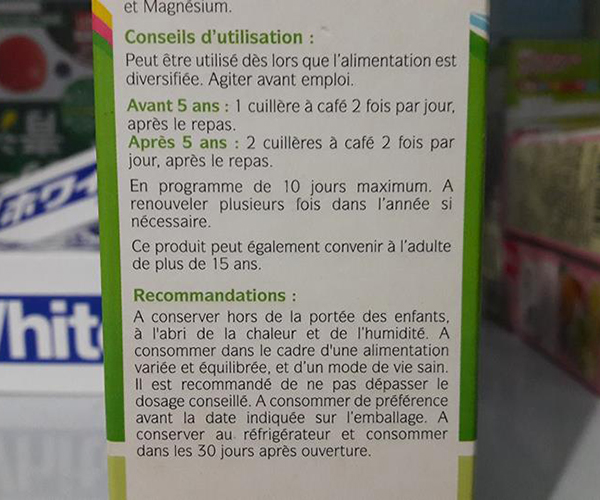 et Magnésium.
Conseils d'utilisation :
Peut être utilisé dès lors que l'alimentation est
diversifiée. Agiter avant emploi.
Avant 5 ans : 1 cuillère à café 2 fois par jour,
après le repas.
Après 5 ans : 2 cuillères à café 2 fois par
jour, après le repas.
En programme de 10 jours maximum. A
renouveler plusieurs fois dans l'année si
nécessaire.
Ce produit peut également convenir à l'adulte
de plus de 15 ans.
Recommandations :
A conserver hors de la portée des enfants,
à l'abri de la chaleur et de l'humidité. A
consommer dans le cadre d'une alimentation
variée et équilibrée, et d'un mode de vie sain.
Il est recommandé de ne pas dépasser le
dosage conseillé. A consommer de préférence
avant la date indiquée sur l'emballage. A
conserver au réfrigérateur et consommer
dans les 30 jours après ouverture.
ホワイ
Whit